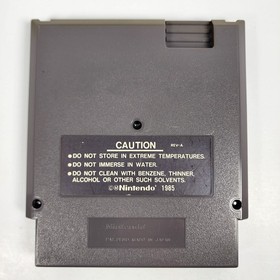 CAUTION
REV-A
●DO NOT STORE IN EXTREME TEMPERATURES.
●DO NOT IMMERSE IN WATER.
●DO NOT CLEAN WITH BENZENE, THINNER,
ALCOHOL OR OTHER SUCH SOLVENTS.
©®Nintendo® 1985
Nintendo